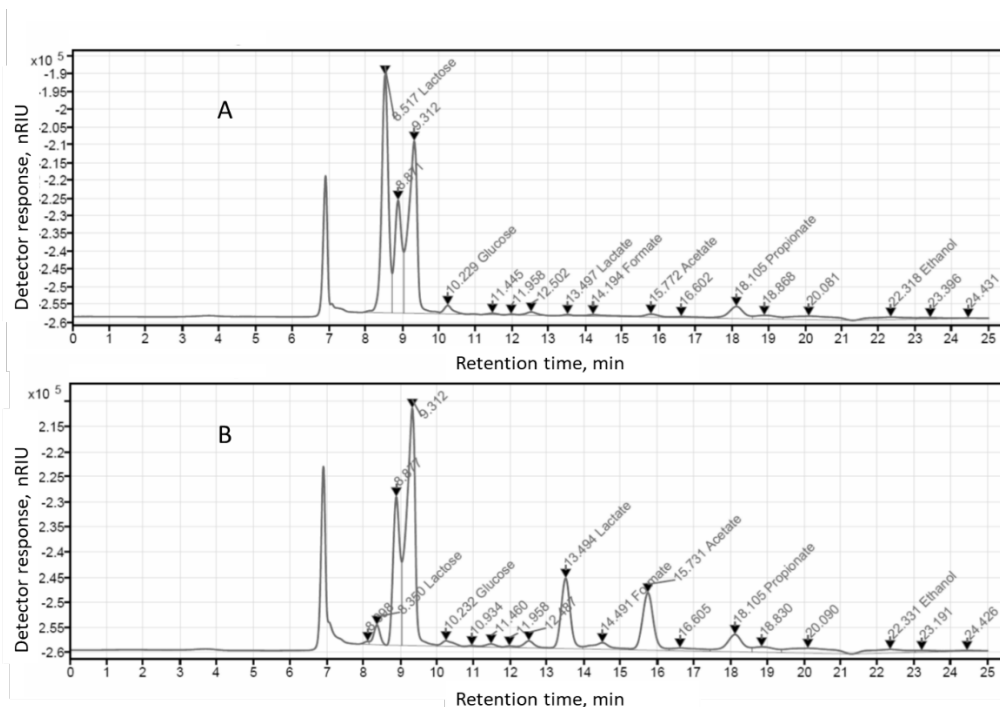 x10 5
-1.9
-1.95
-2
-2.05
-2.1
-2.15
-2.2
-2.25
-2.3
-2.35
-2.4
-2.45
-2.5
-2.55
-2.6
Detector response, nRIU
A
8.517 Lactose
8.871
9.312
10.229 Glucose
11.445
11.958
12.502
13.497 Lactate
14.194 Formate
15.772 Acetate
16.602
18.105 Propionate
18.868
20.081
22.318 Ethanol
23.396
24.431
0 1 2 3 4 5 6 7 8 9 10 11 12 13 14 15 16 17 18 19 20 21 22 23 24 25
Retention time, min
x10 5
2.15
2.2
2.25
-2.3
2.35
-2.4
2.45
-2.5
2.55
-2.6
Detector response, nRIU
B
8.350 Lactose
8.877
9.312
10.232 Glucose
10.934
11.460
11.958
13.494 Lactate
14.491 Formate
15.731 Acetate
16.605
18.105 Propionate
18.830
20.090
22.331 Ethanol
23.191
24.426
0 1 2 3 4 5 6 7 8 9 10 11 12 13 14 15 16 17 18 19 20 21 22 23 24 25
Retention time, min